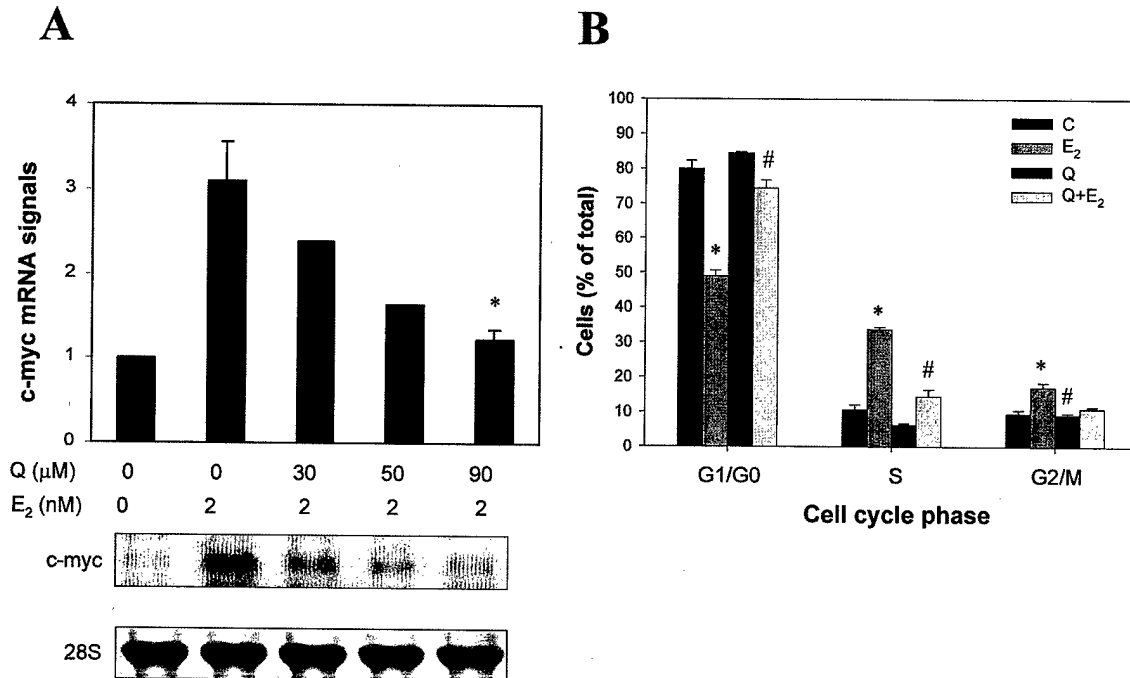 A
c-myc mRNA signals
4
3
2
1
0
Q (μM) 0 0 30 50 90
E₂ (nM) 0 2 2 2 2
*
c-myc
28S
B
Cells (% of total)
100
90
80
70
60
50
40
30
20
10
0
C
E₂
Q
Q+E₂
* #
* #
* #
G1/G0 S G2/M
Cell cycle phase